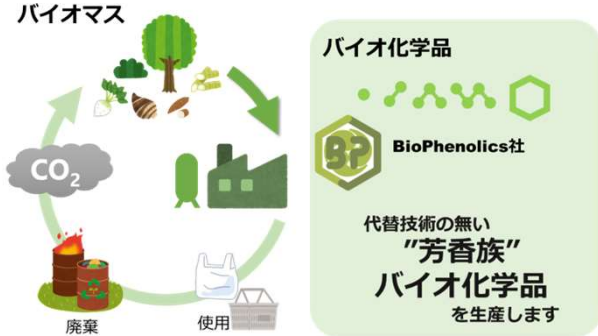 バイオマス
CO2
廃棄
使用
バイオ化学品
BP
BioPhenolics社
代替技術の無い
”芳香族”
バイオ化学品
を生産します